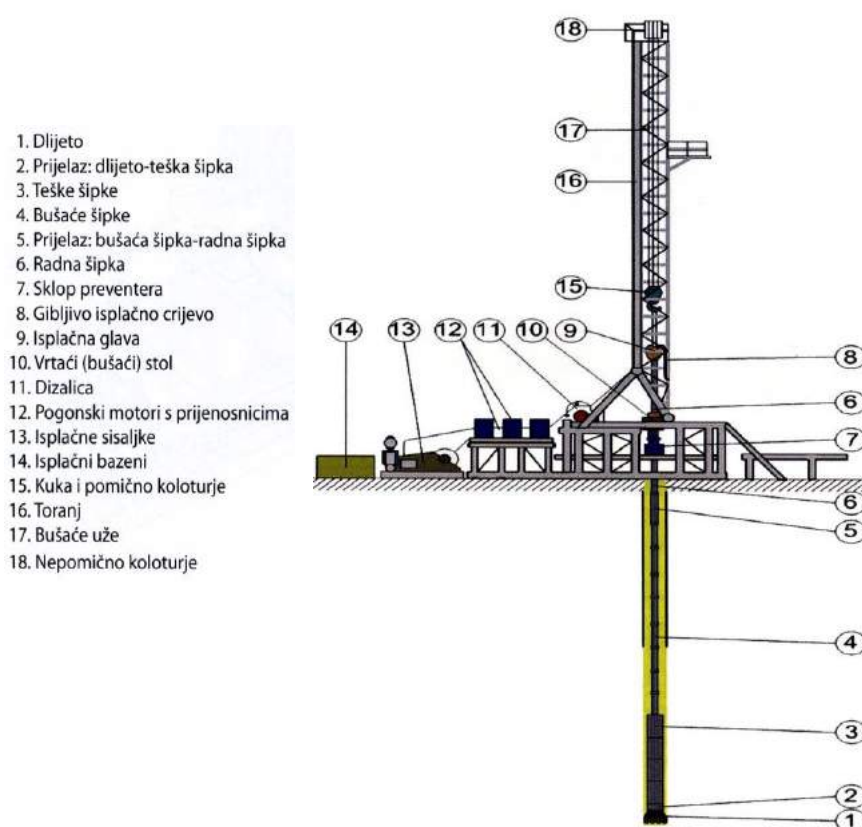 1. Dlijeto
2. Prijelaz: dlijeto-teška šipka
3. Teške šipke
4. Bušaće šipke
5. Prijelaz: bušaća šipka-radna šipka
6. Radna šipka
7. Sklop preventera
8. Gibljivo isplačno crijevo
9. Isplačna glava
10. Vrtaći (bušaći) stol
11. Dizalica
12. Pogonski motori s prijenosnicima
13. Isplačne sisaljke
14. Isplačni bazeni
15. Kuka i pomično koloturje
16. Toranj
17. Bušaće uže
18. Nepomično koloturje
18
17
16
15
14
13
12
11
10
9
8
6
7
6
5
4
3
2
1